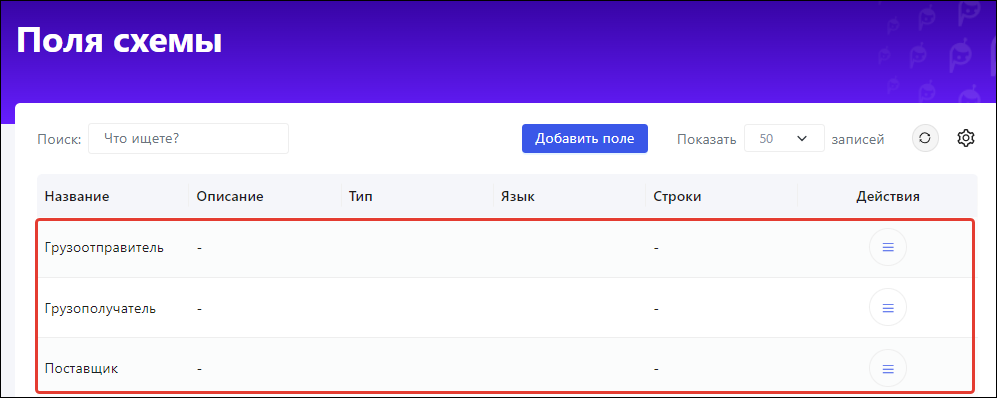 Поля схемы
Поиск: Что ищете? Добавить поле Показать 50 записей
Название Описание Тип Язык Строки Действия
Грузоотправитель - -
Грузополучатель - -
Поставщик - -